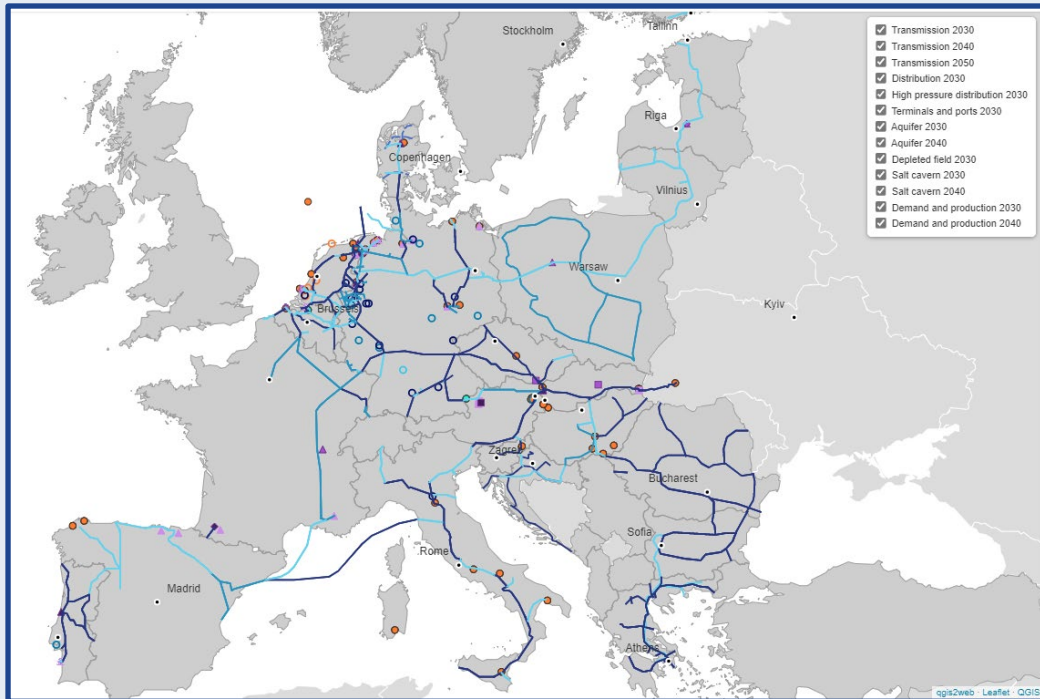 Stockholm
Tallinn
Riga
Copenhagen
Vilnius
Warsaw
Brussels
Kyiv
Zagreb
Bucharest
Sofia
Rome
Madrid
Athens
Transmission 2030
Transmission 2040
Transmission 2050
Distribution 2030
High pressure distribution 2030
Terminals and ports 2030
Aquifer 2030
Aquifer 2040
Depleted field 2030
Salt cavern 2030
Salt cavern 2040
Demand and production 2030
Demand and production 2040
qgis2web · Leaflet · QGIS